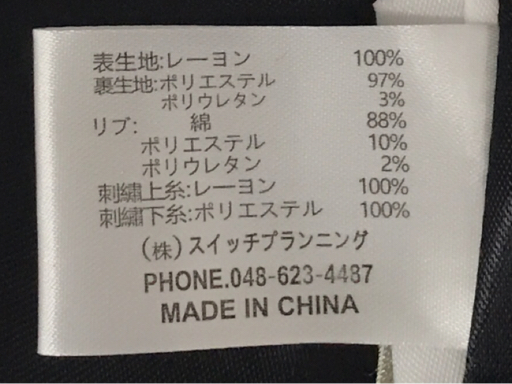 表生地:レーヨン 100%
裏生地:ポリエステル 97%
ポリウレタン 3%
リブ: 綿 88%
ポリエステル 10%
ポリウレタン 2%
刺繍上糸:レーヨン 100%
刺繍下糸:ポリエステル 100%
(株)スイッチプランニング
PHONE.048-623-4487
MADE IN CHINA